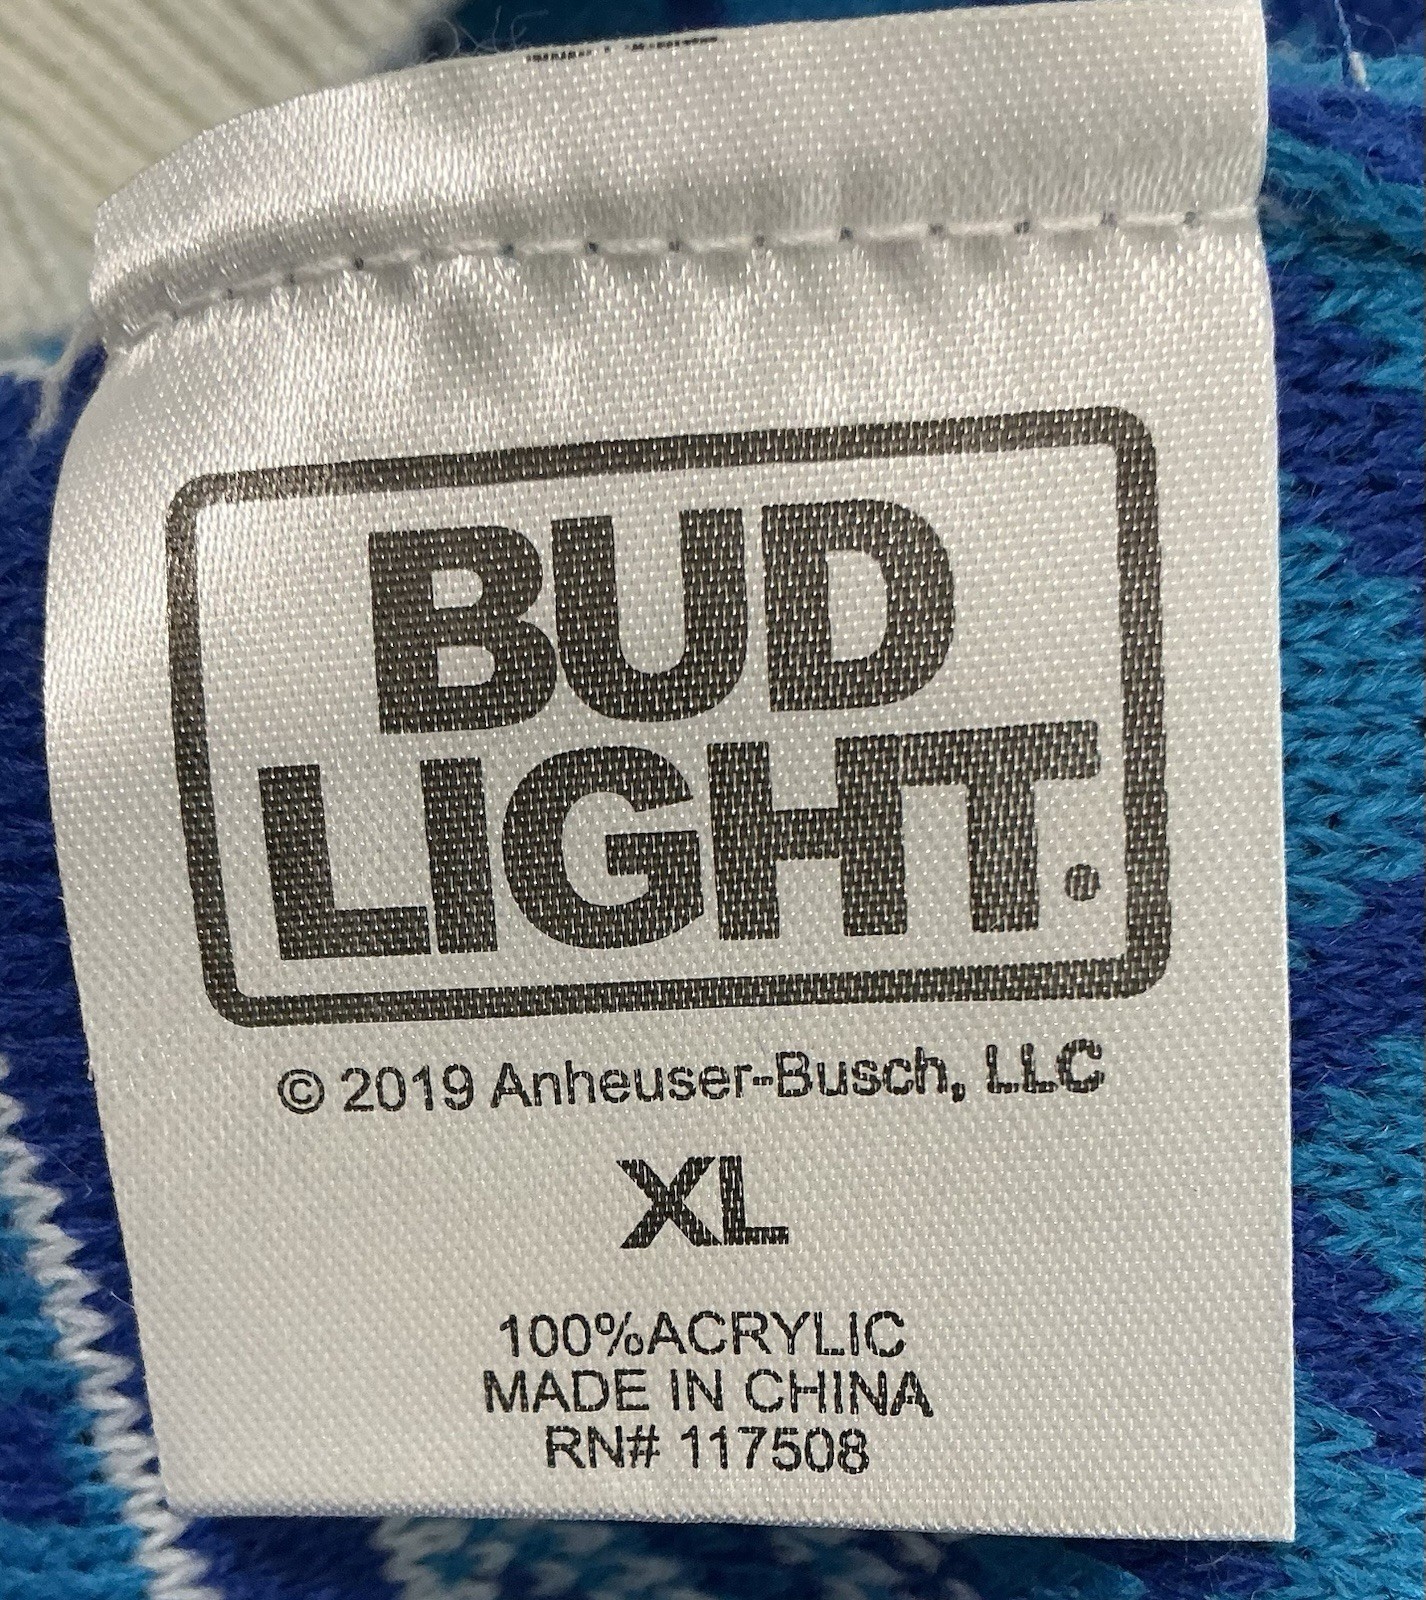 BUD
LIGHT.
© 2019 Anheuser-Busch, LLC
XL
100%ACRYLIC
MADE IN CHINA
RN# 117508